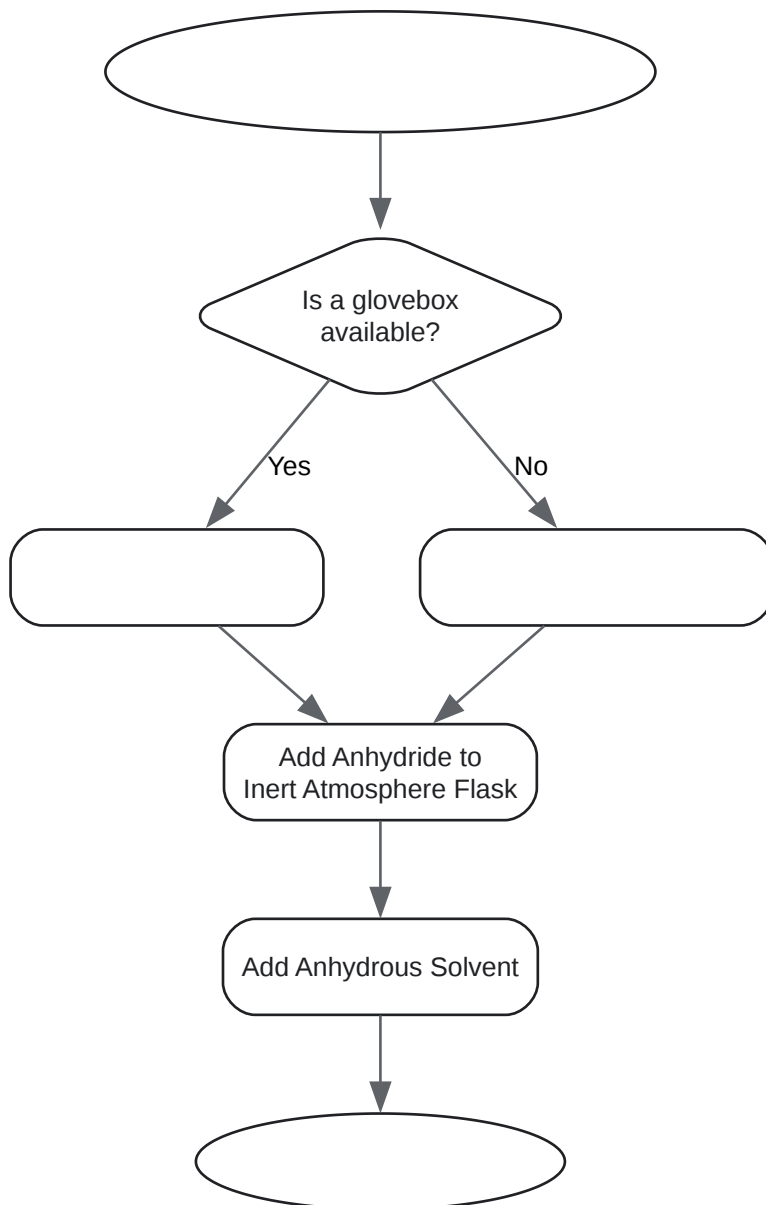 Is a glovebox
available?
Yes
No
Add Anhydride to
Inert Atmosphere Flask
Add Anhydrous Solvent